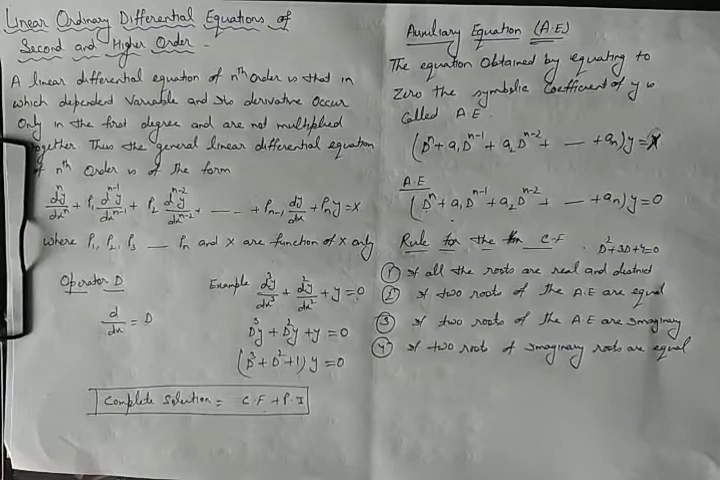 Linear Ordinary Differential Equations of
Second and Higher Order -
A linear differential equation of nth Order is that in
which dependent Variable and its derivative Occur
Only in the first degree and are not multiplied
together. Thus the general linear differential equation
of nth Order is of the form
dⁿy/dxⁿ + P₁ dⁿ⁻¹y/dxⁿ⁻¹ + P₂ dⁿ⁻²y/dxⁿ⁻² + - - - + Pₙ₋₁ dy/dx + Pₙy = X
where P₁, P₂, P₃ — Pₙ and X are function of x only
Operator D
d/dx = D
Example d³y/dx³ + d²y/dx² + y = 0
D³y + D²y + y = 0
(D³ + D² + 1) y = 0
Complete Solution = C.F + P.I
Auxiliary Equation (A.E)
The equation Obtained by equating to
Zero the symbolic Coefficient of y is
Called A.E.
(Dⁿ + a₁Dⁿ⁻¹ + a₂Dⁿ⁻² + — — + aₙ)y = X
A.E
(Dⁿ + a₁Dⁿ⁻¹ + a₂Dⁿ⁻² + — — + aₙ)y = 0
Rule for the C.F
D²+3D+4=0
① If all the roots are real and distinct
② If two roots of the A.E are equal
③ If two roots of the A.E are Imaginary
④ If two roots of Imaginary roots are equal